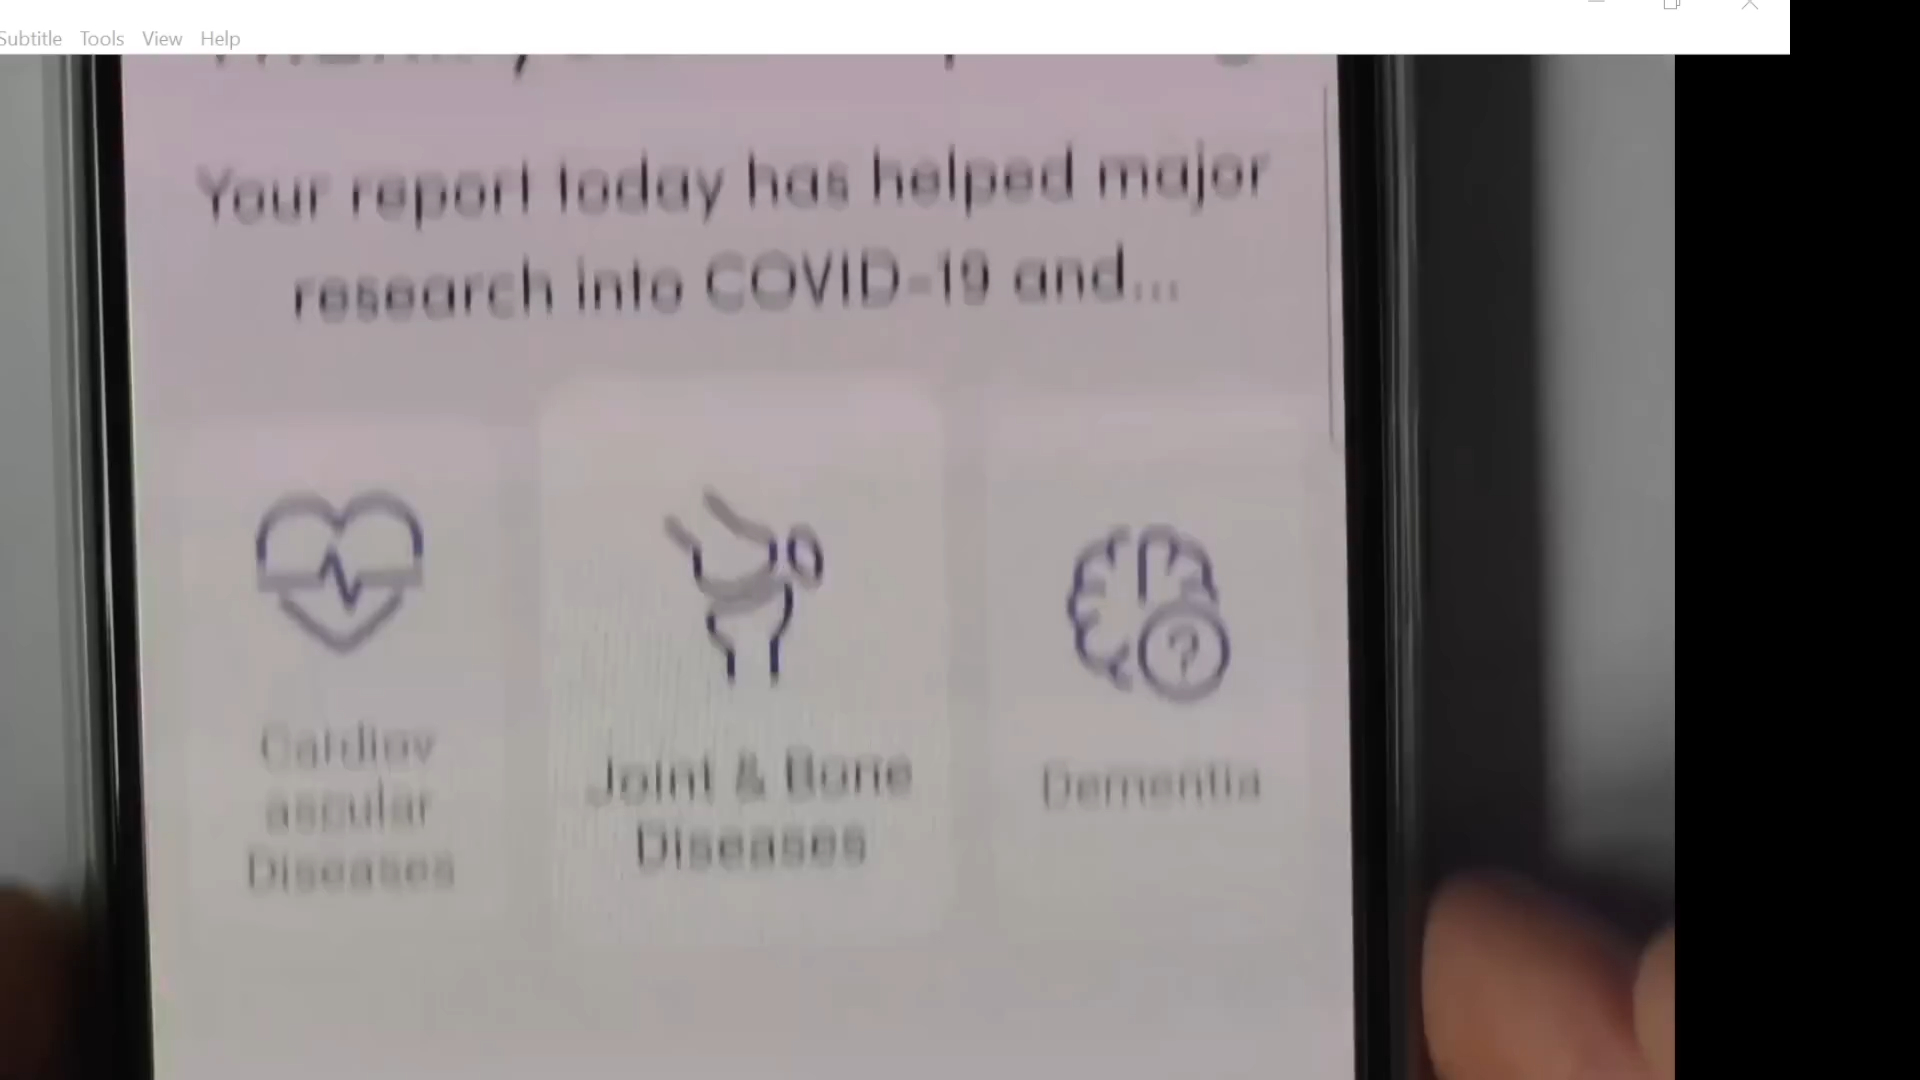 Subtitle Tools View Help
Your report today has helped major
research into COVID-19 and...
Cardiov
ascular
Diseases
Joint & Bone
Diseases
Dementia
?